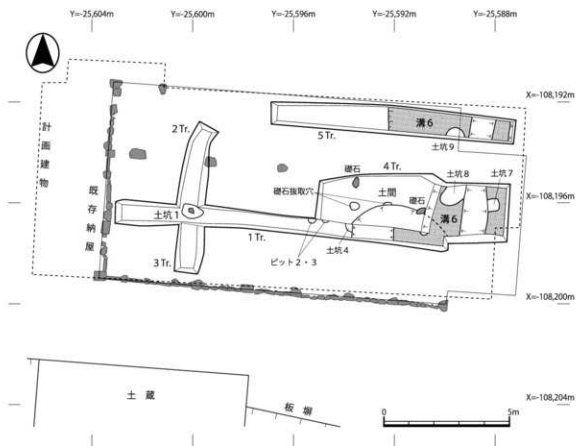 Y=-25,604m
Y=-25,600m
Y=-25,596m
Y=-25,592m
Y=-25,588m
X=-108,192m
2 Tr.
溝6
5 Tr.
土坑9
計画建物
礎石
4 Tr.
土坑8
土坑7
既存納屋
礎石抜取穴
土間
礎石
X=-108,196m
土坑1
溝6
1 Tr.
土坑4
3 Tr.
ピット2・3
X=-108,200m
土蔵
板塀
X=-108,204m
0
5m